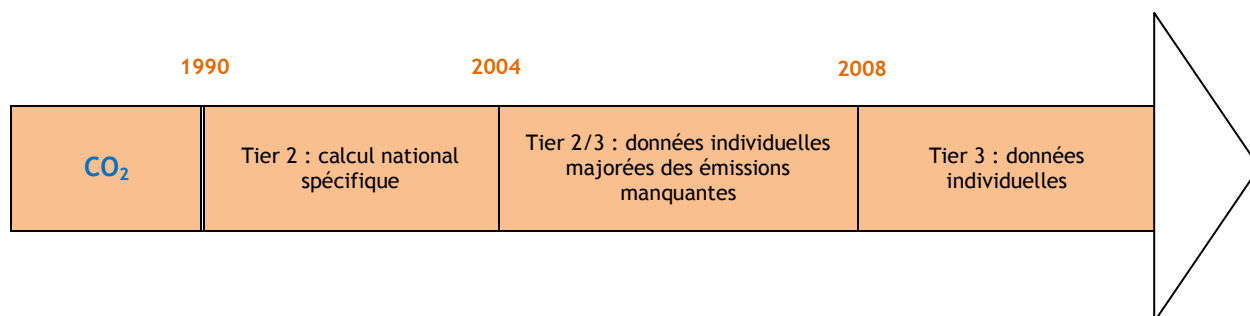 1990
2004
2008
CO₂
Tier 2 : calcul national
spécifique
Tier 2/3 : données individuelles
majorées des émissions
manquantes
Tier 3 : données
individuelles